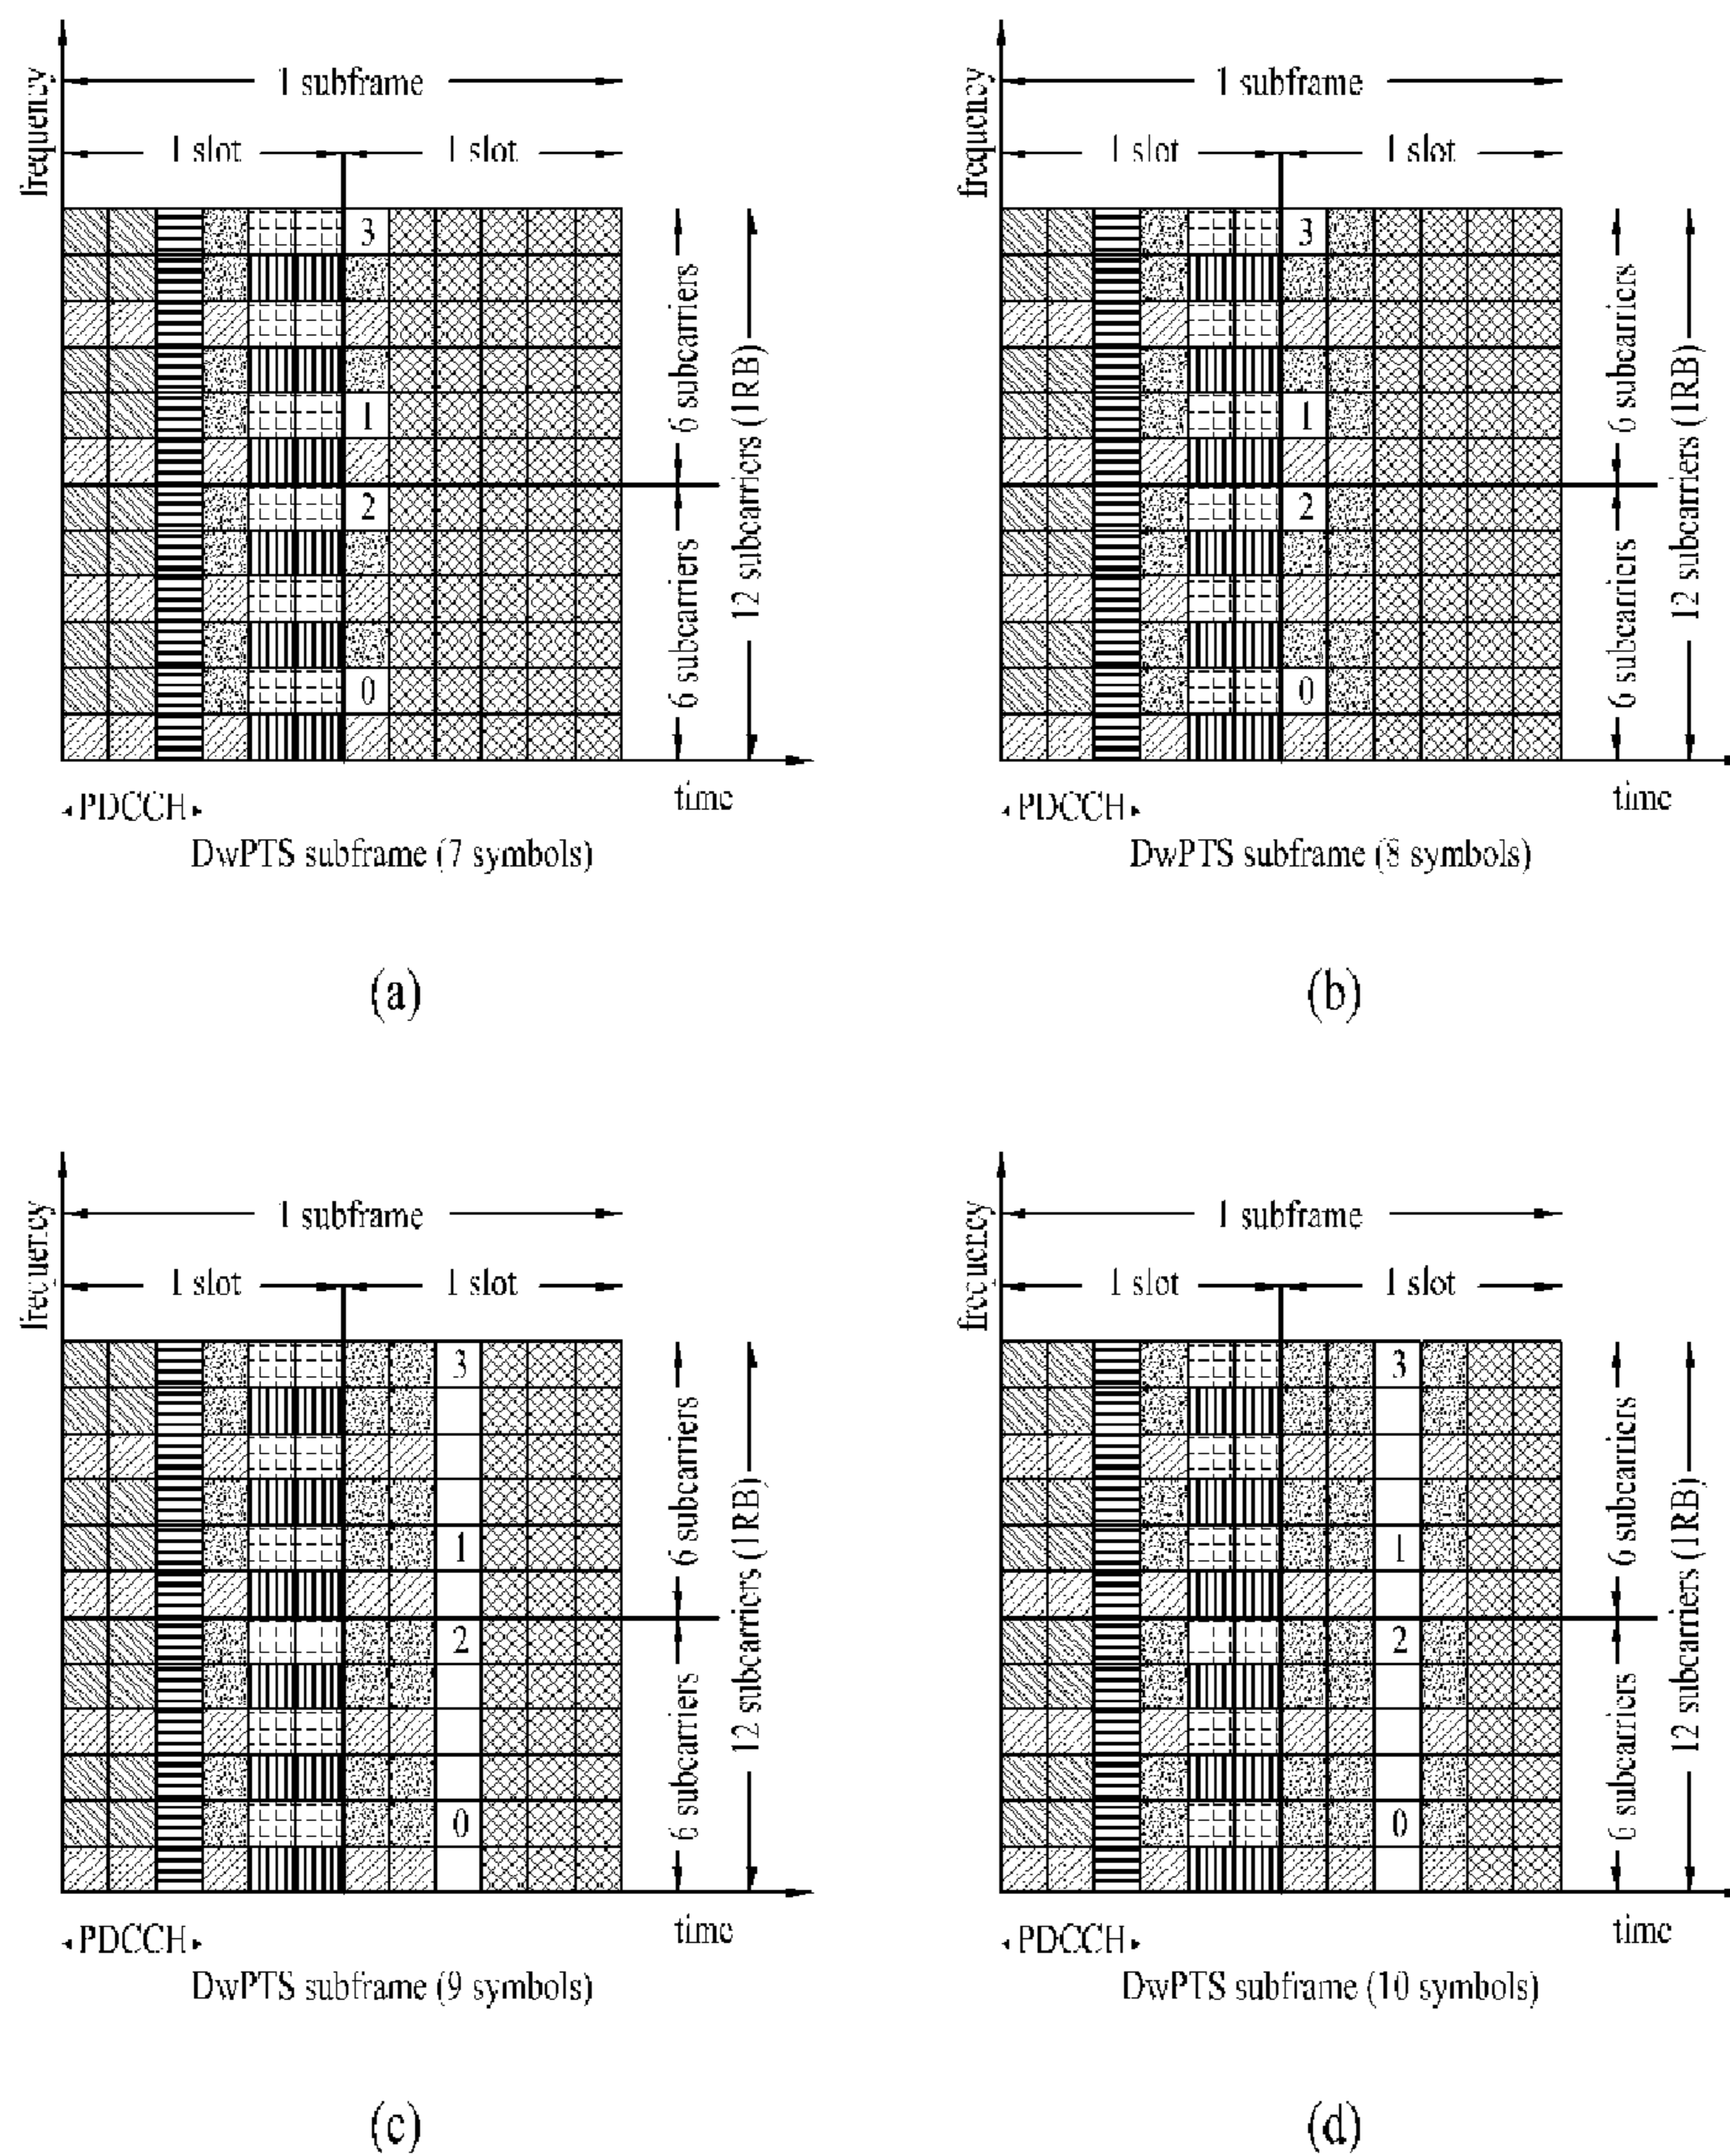 frequency
1 subframe
1 slot
1 slot
3
1
2
0
6 subcarriers
6 subcarriers
12 subcarriers (1RB)
PDCCH
time
DwPTS subframe (7 symbols)
(a)
frequency
1 subframe
1 slot
1 slot
3
1
2
0
6 subcarriers
6 subcarriers
12 subcarriers (1RB)
PDCCH
time
DwPTS subframe (8 symbols)
(b)
frequency
1 subframe
1 slot
1 slot
3
1
2
0
6 subcarriers
6 subcarriers
12 subcarriers (1RB)
PDCCH
time
DwPTS subframe (9 symbols)
(c)
frequency
1 subframe
1 slot
1 slot
3
1
2
0
6 subcarriers
6 subcarriers
12 subcarriers (1RB)
PDCCH
time
DwPTS subframe (10 symbols)
(d)